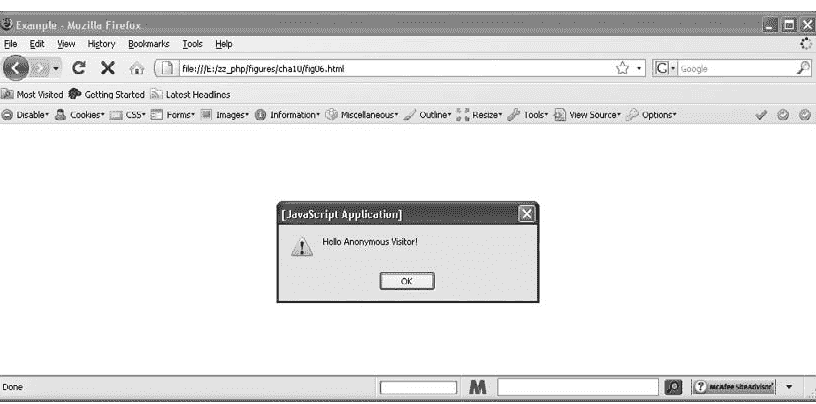 Example - Mozilla Firefox
File Edit View History Bookmarks Tools Help
file:///E:/zz_php/figures/cha10/fig06.html
G Google
Most Visited Getting Started Latest Headlines
Disable Cookies CSS Forms Images Information Miscellaneous Outline Resize Tools View Source Options
[JavaScript Application]
Hello Anonymous Visitor!
OK
Done
M
McAfee SiteAdvisor